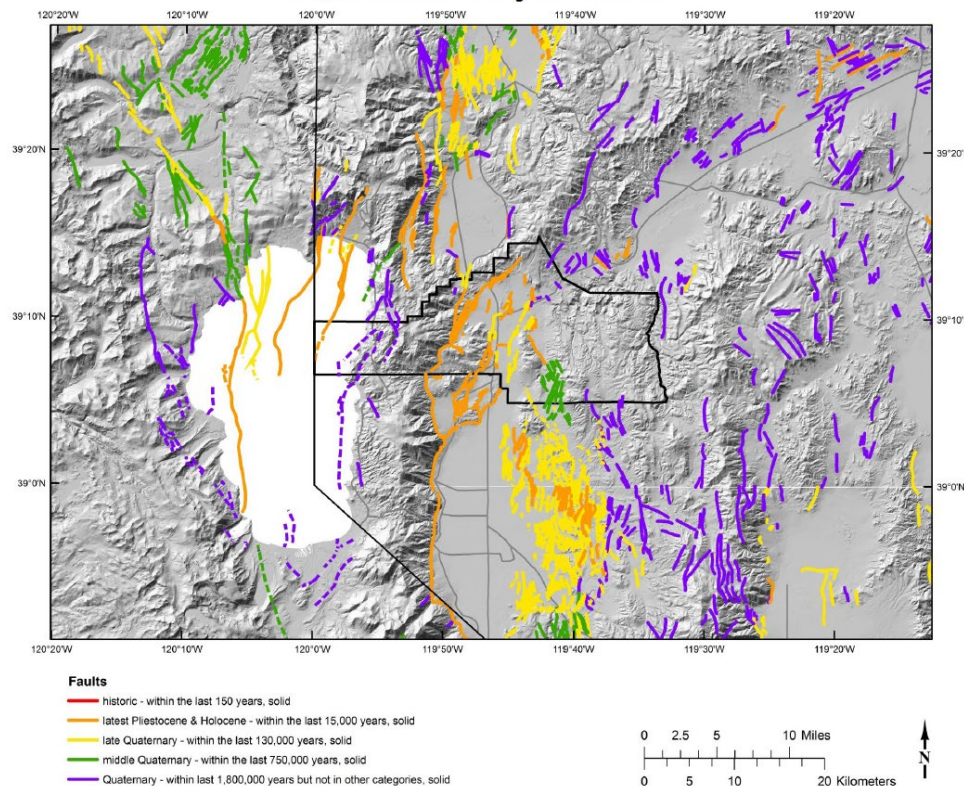 120°20'W 120°10'W 120°0'W 119°50'W 119°40'W 119°30'W 119°20'W
39°20'N 39°20'N
39°10'N 39°10'N
39°0'N 39°0'N
120°20'W 120°10'W 120°0'W 119°50'W 119°40'W 119°30'W 119°20'W
Faults
historic - within the last 150 years, solid
latest Pliestocene & Holocene - within the last 15,000 years, solid
late Quaternary - within the last 130,000 years, solid
middle Quaternary - within the last 750,000 years, solid
Quaternary - within last 1,800,000 years but not in other categories, solid
0 2.5 5 10 Miles
0 5 10 20 Kilometers
N